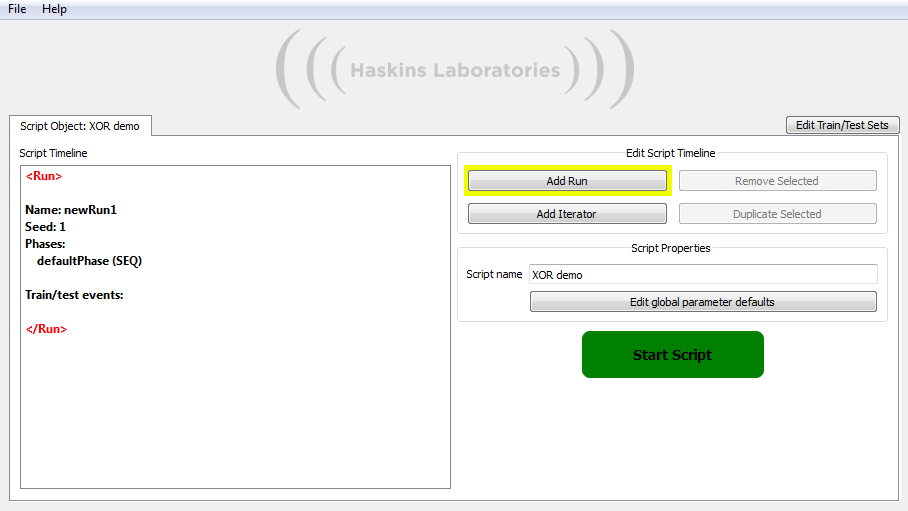 File Help
Haskins Laboratories
Script Object: XOR demo
Edit Train/Test Sets
Script Timeline
<Run>
Name: newRun1
Seed: 1
Phases:
defaultPhase (SEQ)
Train/test events:
</Run>
Edit Script Timeline
Add Run
Remove Selected
Add Iterator
Duplicate Selected
Script Properties
Script name XOR demo
Edit global parameter defaults
Start Script